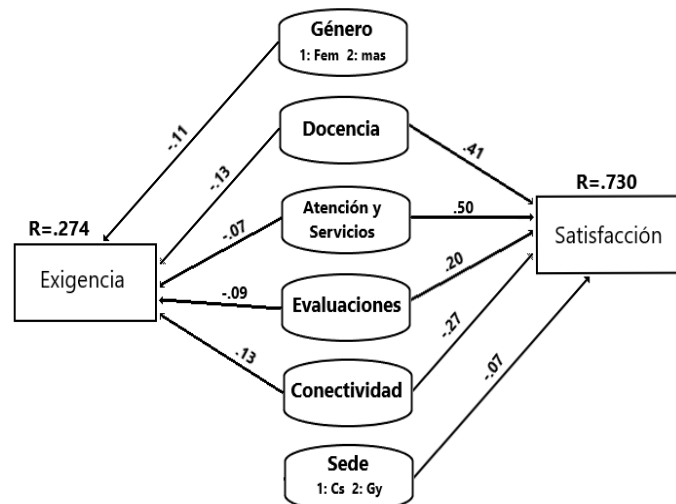 Género
1: Fem 2: mas
-.11
Docencia
-.13
.41
R=.274
R=.730
Atención y
Servicios
-.07
.50
Exigencia
Satisfacción
Evaluaciones
-.09
.20
Conectividad
.13
-.27
Sede
1: Cs 2: Gy
-.07